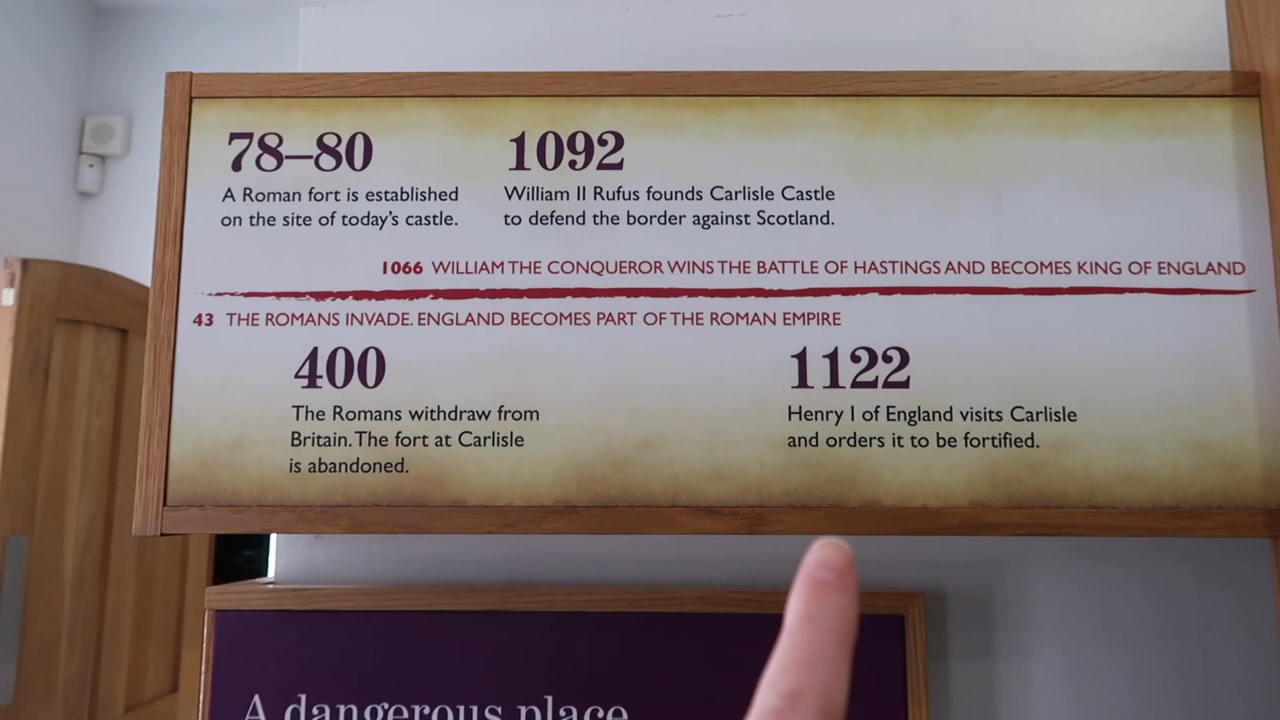 78–80
A Roman fort is established
on the site of today's castle.
1092
William II Rufus founds Carlisle Castle
to defend the border against Scotland.
1066 WILLIAM THE CONQUEROR WINS THE BATTLE OF HASTINGS AND BECOMES KING OF ENGLAND
43 THE ROMANS INVADE. ENGLAND BECOMES PART OF THE ROMAN EMPIRE
400
The Romans withdraw from
Britain. The fort at Carlisle
is abandoned.
1122
Henry I of England visits Carlisle
and orders it to be fortified.
A dangerous place